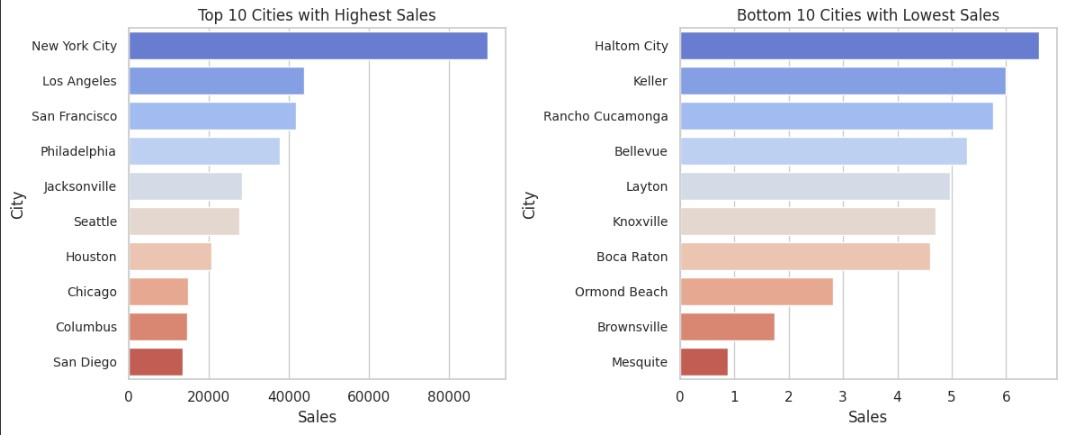 Top 10 Cities with Highest Sales
New York City
Los Angeles
San Francisco
Philadelphia
Jacksonville
Seattle
Houston
Chicago
Columbus
San Diego
City
0 20000 40000 60000 80000
Sales
Bottom 10 Cities with Lowest Sales
Haltom City
Keller
Rancho Cucamonga
Bellevue
Layton
Knoxville
Boca Raton
Ormond Beach
Brownsville
Mesquite
City
0 1 2 3 4 5 6
Sales